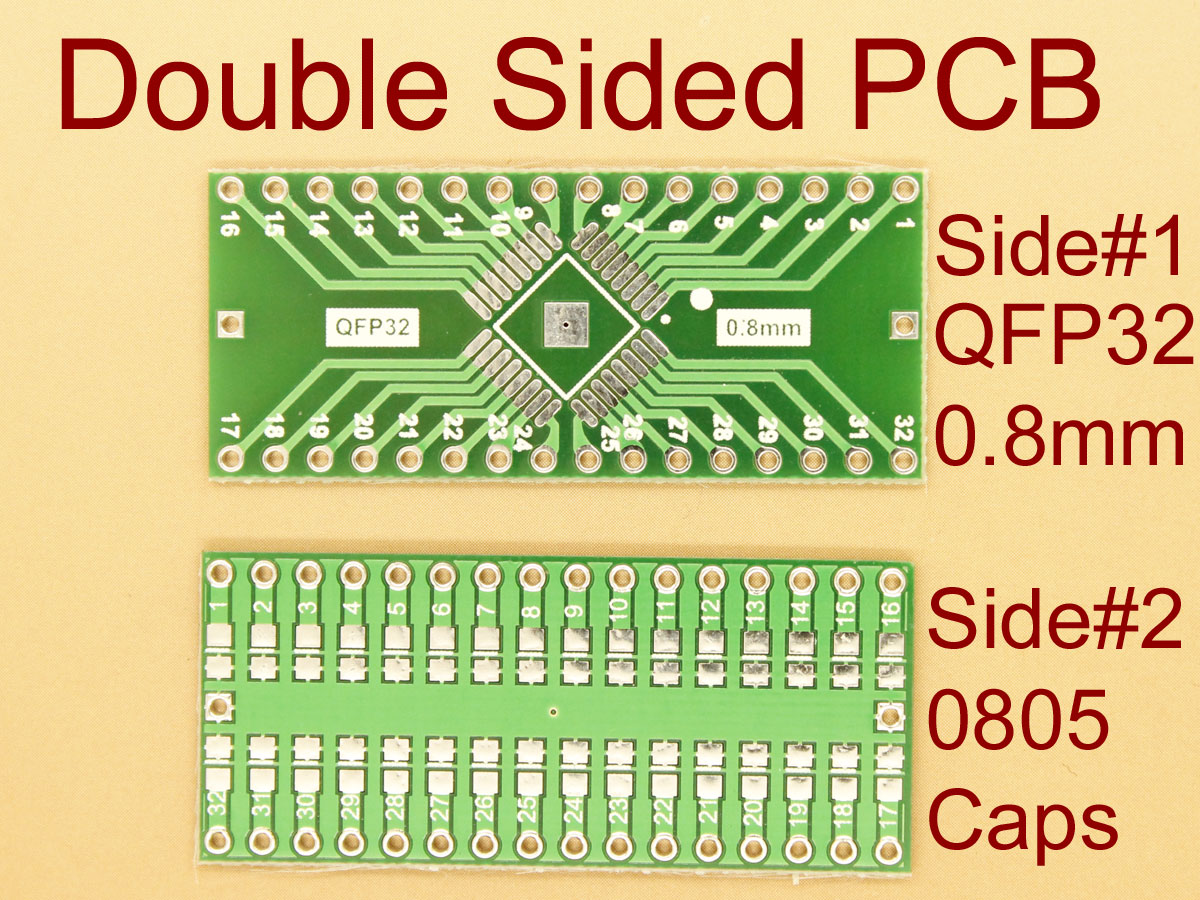 Double Sided PCB
16 15 14 13 12 11 10 9 8 7 6 5 4 3 2 1
Side#1
QFP32
QFP32 0.8mm
0.8mm
17 18 19 20 21 22 23 24 25 26 27 28 29 30 31 32
1 2 3 4 5 6 7 8 9 10 11 12 13 14 15 16
Side#2
0805
Caps
32 31 30 29 28 27 26 25 24 23 22 21 20 19 18 17